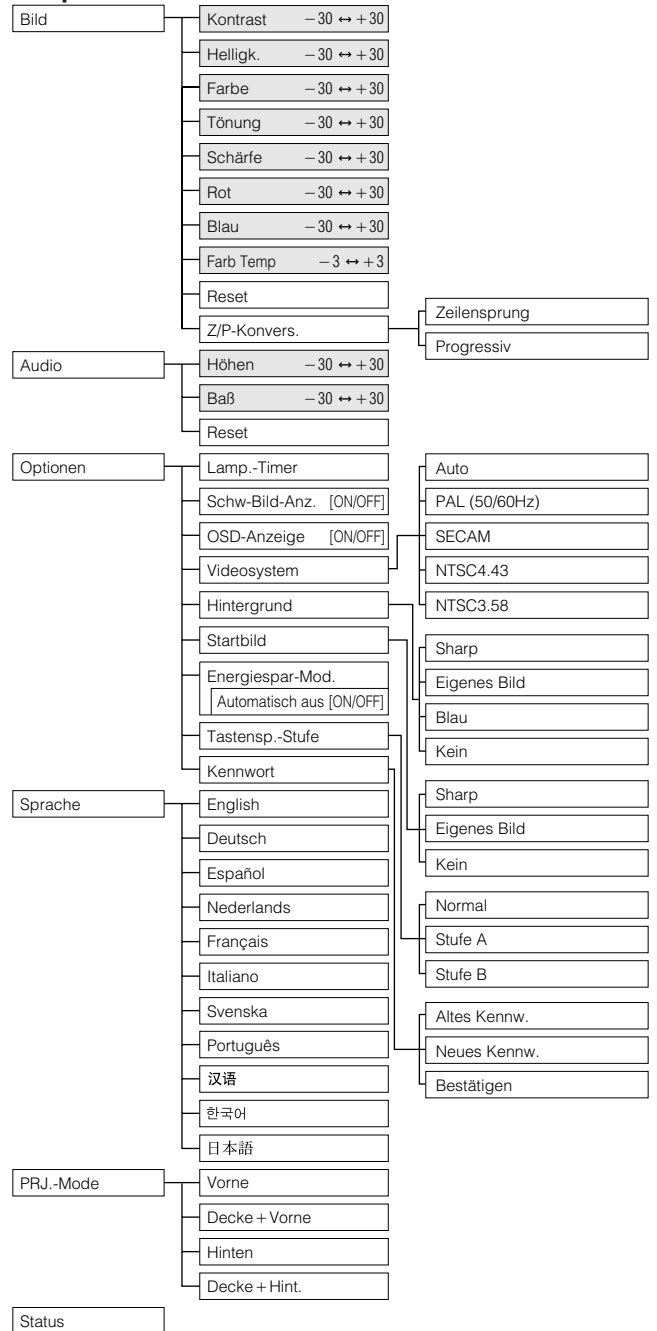 Bild
Kontrast −30 ↔ +30
Helligk. −30 ↔ +30
Farbe −30 ↔ +30
Tönung −30 ↔ +30
Schärfe −30 ↔ +30
Rot −30 ↔ +30
Blau −30 ↔ +30
Farb Temp −3 ↔ +3
Reset
Z/P-Konvers.
Zeilensprung
Progressiv
Audio
Höhen −30 ↔ +30
Baß −30 ↔ +30
Reset
Optionen
Lamp.-Timer
Schw-Bild-Anz. [ON/OFF]
OSD-Anzeige [ON/OFF]
Videosystem
Auto
PAL (50/60Hz)
SECAM
NTSC4.43
NTSC3.58
Hintergrund
Sharp
Eigenes Bild
Blau
Kein
Startbild
Sharp
Eigenes Bild
Kein
Energiespar-Mod.
Automatisch aus [ON/OFF]
Tastensp.-Stufe
Normal
Stufe A
Stufe B
Kennwort
Altes Kennw.
Neues Kennw.
Bestätigen
Sprache
English
Deutsch
Español
Nederlands
Français
Italiano
Svenska
Português
汉语
한국어
日本語
PRJ.-Mode
Vorne
Decke+Vorne
Hinten
Decke+Hint.
Status